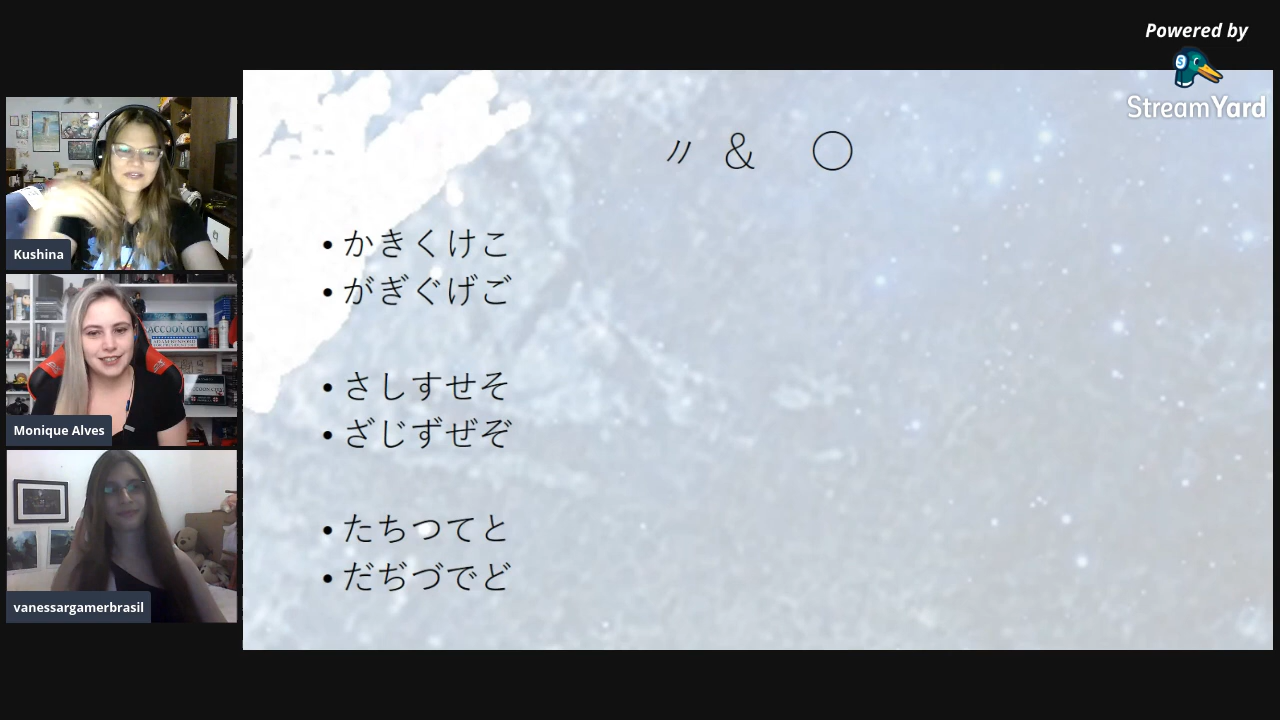 Powered by
StreamYard
〃 & ○
• かきくけこ
• がぎぐげご
• さしすせそ
• ざじずぜぞ
• たちつてと
• だぢづでど
Kushina
RACCOON CITY
Monique Alves
vanessargamerbrasil